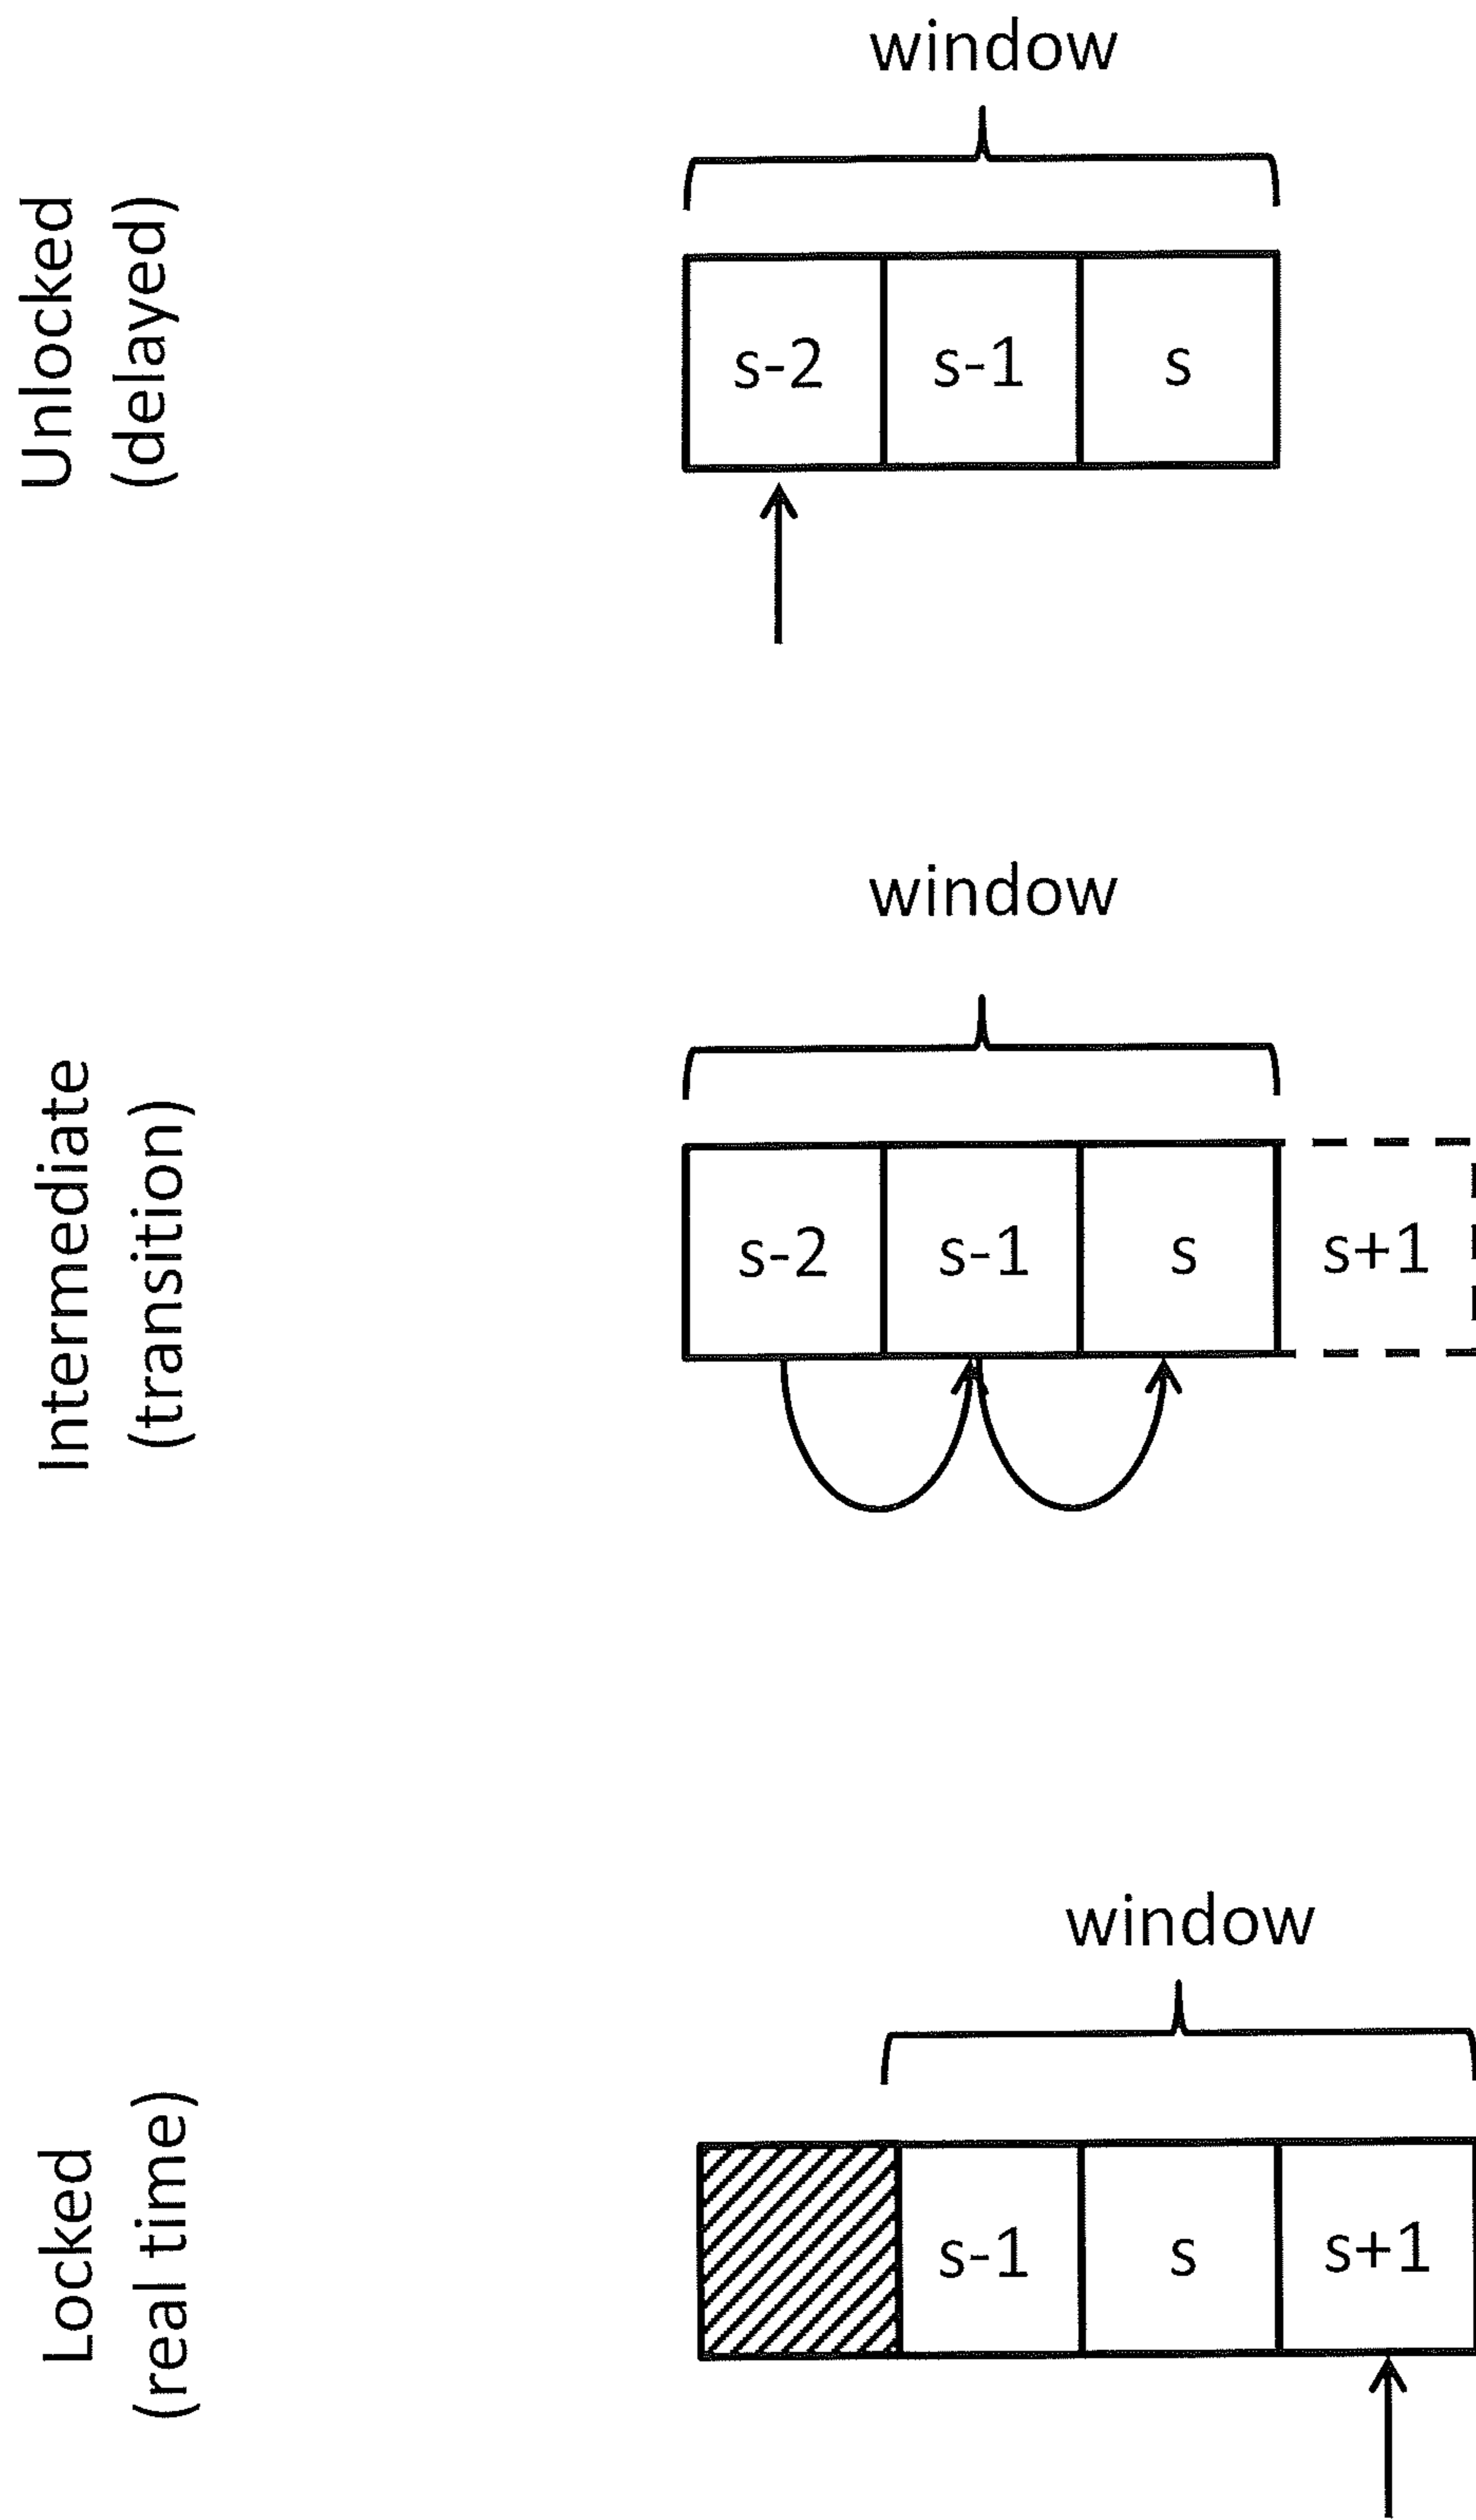 window
Unlocked
(delayed)
s-2 s-1 s
window
Intermediate
(transition)
s-2 s-1 s s+1
window
Locked
(real time)
s-1 s s+1